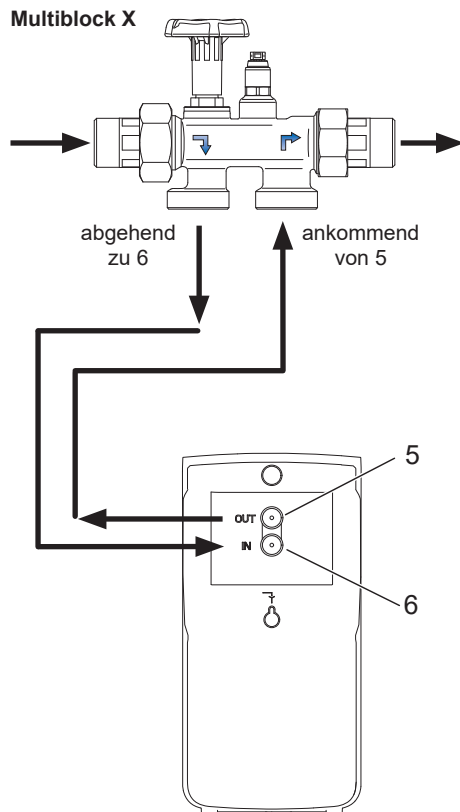 Multiblock X
abgehend
zu 6
ankommend
von 5
5
OUT
IN
6